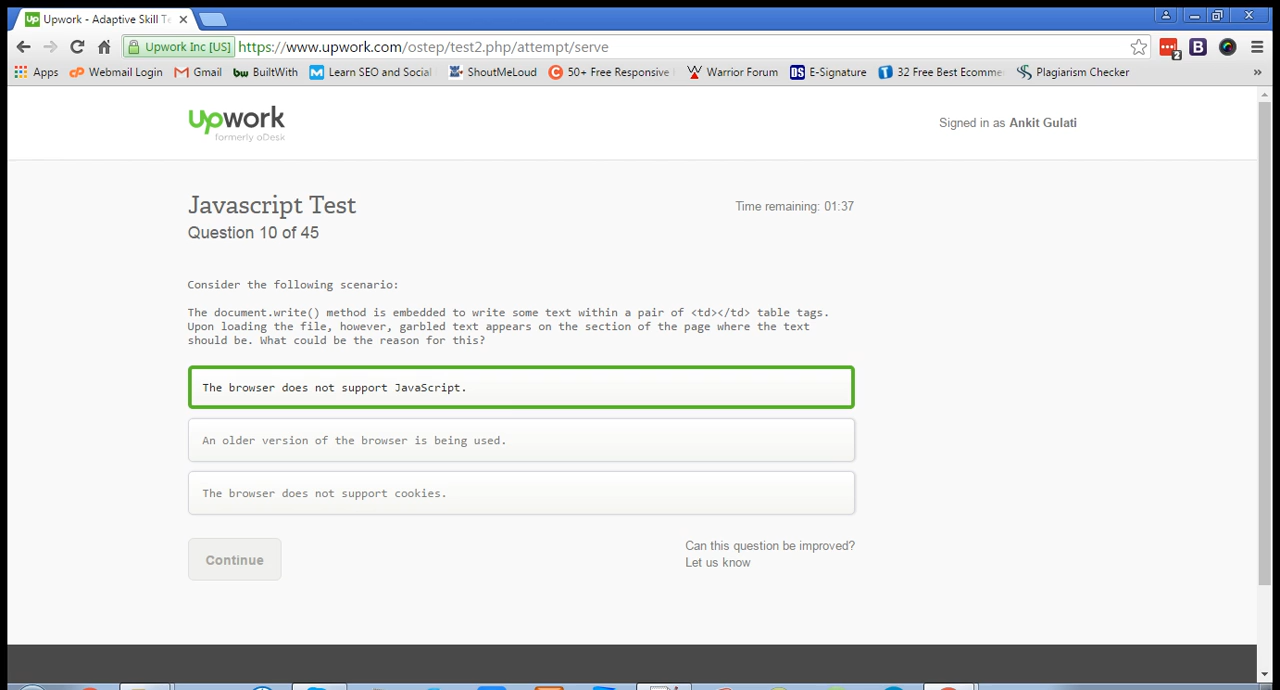 Upwork - Adaptive Skill Te
Upwork Inc [US] https://www.upwork.com/ostep/test2.php/attempt/serve
Apps Webmail Login Gmail BuiltWith Learn SEO and Social ShoutMeLoud 50+ Free Responsive Warrior Forum E-Signature 32 Free Best Ecomme Plagiarism Checker
upwork
formerly oDesk
Signed in as Ankit Gulati
Javascript Test
Time remaining: 01:37
Question 10 of 45
Consider the following scenario:
The document.write() method is embedded to write some text within a pair of <td></td> table tags.
Upon loading the file, however, garbled text appears on the section of the page where the text
should be. What could be the reason for this?
The browser does not support JavaScript.
An older version of the browser is being used.
The browser does not support cookies.
Continue
Can this question be improved?
Let us know